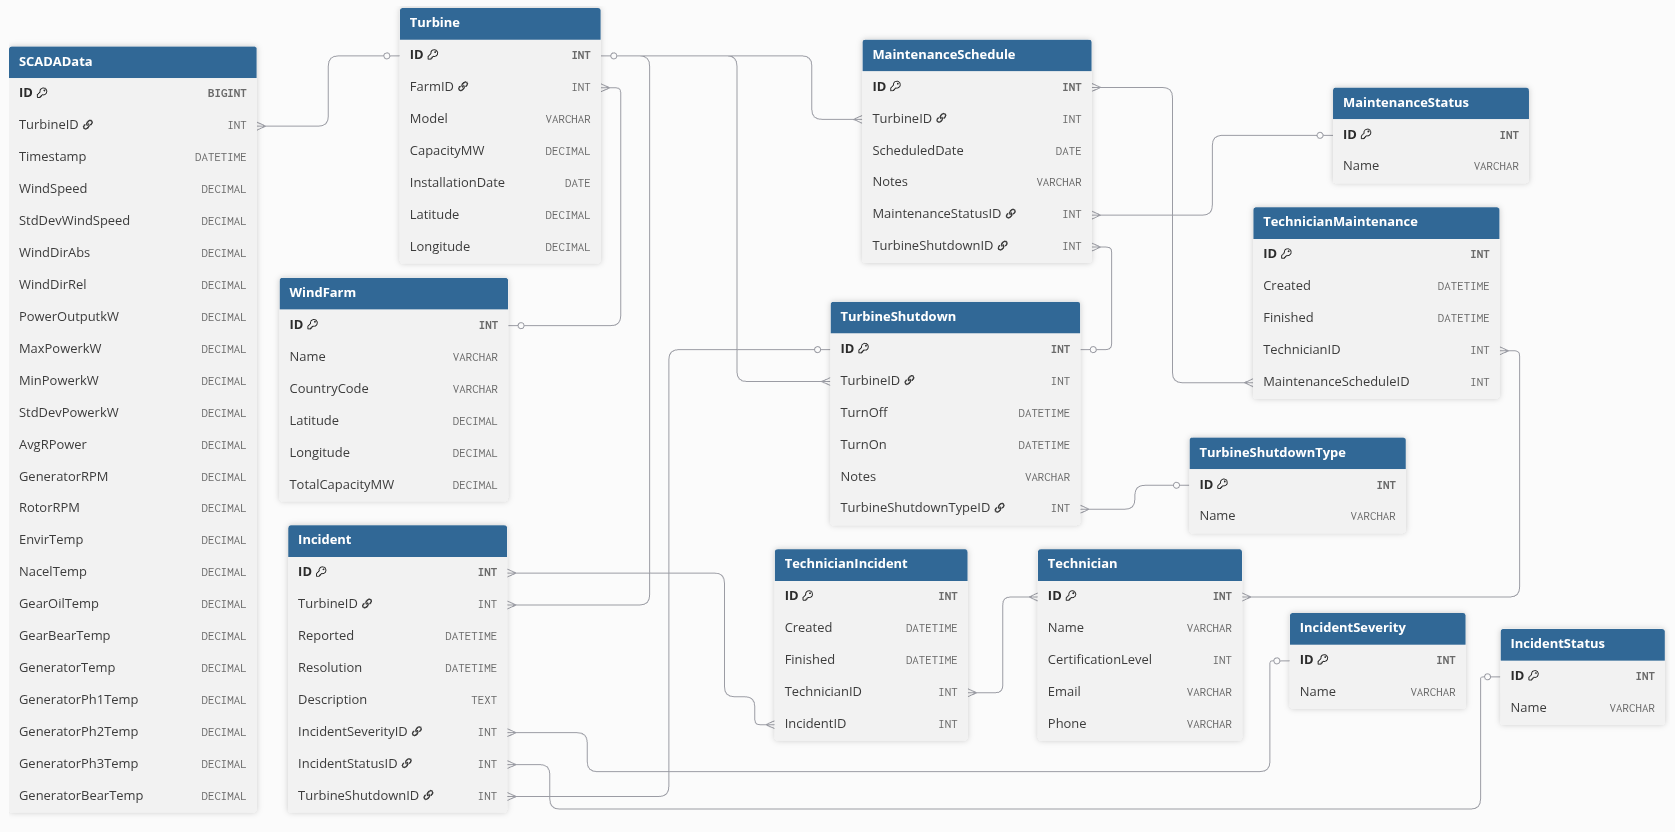 SCADAData
ID BIGINT
TurbineID INT
Timestamp DATETIME
WindSpeed DECIMAL
StdDevWindSpeed DECIMAL
WindDirAbs DECIMAL
WindDirRel DECIMAL
PowerOutputkW DECIMAL
MaxPowerkW DECIMAL
MinPowerkW DECIMAL
StdDevPowerkW DECIMAL
AvgRPower DECIMAL
GeneratorRPM DECIMAL
RotorRPM DECIMAL
EnvirTemp DECIMAL
NacelTemp DECIMAL
GearOilTemp DECIMAL
GearBearTemp DECIMAL
GeneratorTemp DECIMAL
GeneratorPh1Temp DECIMAL
GeneratorPh2Temp DECIMAL
GeneratorPh3Temp DECIMAL
GeneratorBearTemp DECIMAL
Turbine
ID INT
FarmID INT
Model VARCHAR
CapacityMW DECIMAL
InstallationDate DATE
Latitude DECIMAL
Longitude DECIMAL
WindFarm
ID INT
Name VARCHAR
CountryCode VARCHAR
Latitude DECIMAL
Longitude DECIMAL
TotalCapacityMW DECIMAL
Incident
ID INT
TurbineID INT
Reported DATETIME
Resolution DATETIME
Description TEXT
IncidentSeverityID INT
IncidentStatusID INT
TurbineShutdownID INT
MaintenanceSchedule
ID INT
TurbineID INT
ScheduledDate DATE
Notes VARCHAR
MaintenanceStatusID INT
TurbineShutdownID INT
TurbineShutdown
ID INT
TurbineID INT
TurnOff DATETIME
TurnOn DATETIME
Notes VARCHAR
TurbineShutdownTypeID INT
TechnicianIncident
ID INT
Created DATETIME
Finished DATETIME
TechnicianID INT
IncidentID INT
Technician
ID INT
Name VARCHAR
CertificationLevel INT
Email VARCHAR
Phone VARCHAR
MaintenanceStatus
ID INT
Name VARCHAR
TechnicianMaintenance
ID INT
Created DATETIME
Finished DATETIME
TechnicianID INT
MaintenanceScheduleID INT
TurbineShutdownType
ID INT
Name VARCHAR
IncidentSeverity
ID INT
Name VARCHAR
IncidentStatus
ID INT
Name VARCHAR